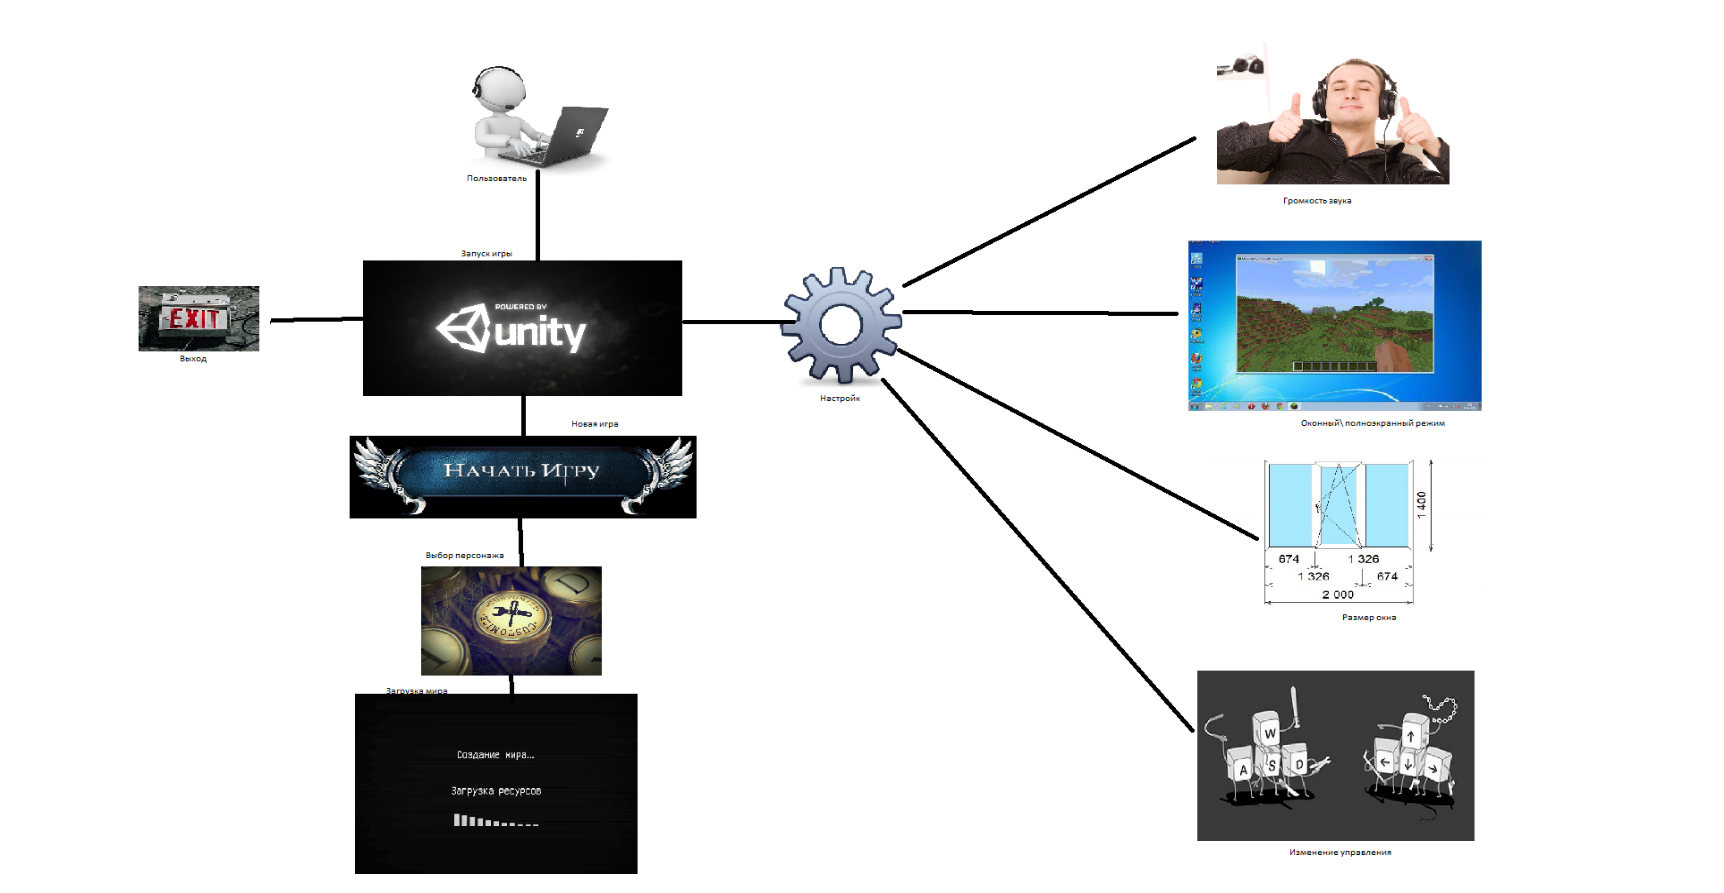 Пользователь
Запуск игры
POWERED BY
unity
EXIT
Выход
Новая игра
НАЧАТЬ ИГРУ
Выбор персонажа
D
CUSTOMIZE
A
Загрузка мира
Создание мира...
Загрузка ресурсов
Настройк
Громкость звука
Оконный\ полноэкранный режим
1 400
674 1 326
1 326 674
2 000
Размер окна
W ↑
A S D ← ↓ →
Изменение управления